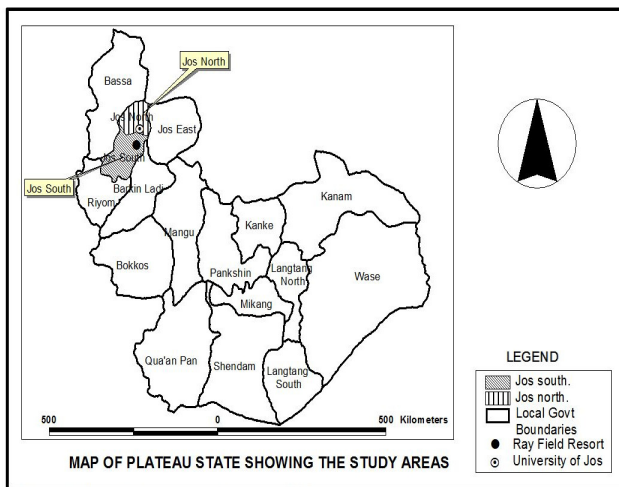 Jos North
Bassa
Jos North
Jos East
Jos South
Jos South
Barkin Ladi
Riyom
Kanam
Mangu
Kanke
Bokkos
Pankshin
Langtang
North
Wase
Mikang
Qua'an Pan
Shendam
Langtang
South
LEGEND
Jos south.
Jos north.
Local Govt
Boundaries
Ray Field Resort
University of Jos
500 0 500 Kilometers
MAP OF PLATEAU STATE SHOWING THE STUDY AREAS